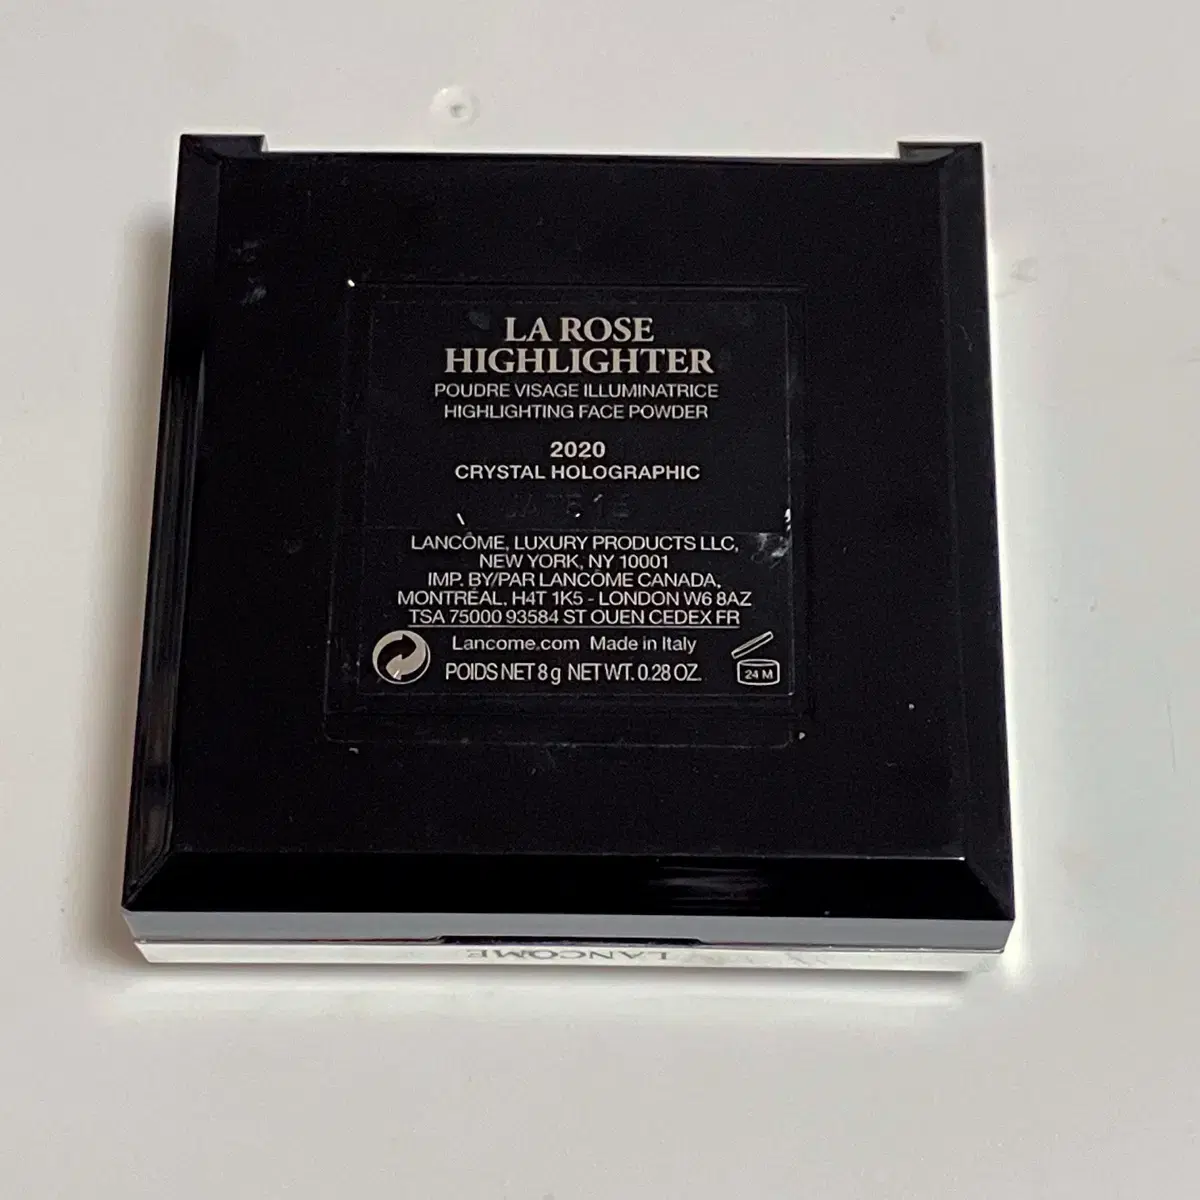 LA ROSE
HIGHLIGHTER
POUDRE VISAGE ILLUMINATRICE
HIGHLIGHTING FACE POWDER
2020
CRYSTAL HOLOGRAPHIC
LANCÔME, LUXURY PRODUCTS LLC,
NEW YORK, NY 10001
IMP. BY/PAR LANCÔME CANADA,
MONTRÉAL, H4T 1K5 - LONDON W6 8AZ
TSA 75000 93584 ST OUEN CEDEX FR
Lancome.com Made in Italy
POIDS NET 8 g NET WT. 0.28 OZ.
24 M
LANCÔME